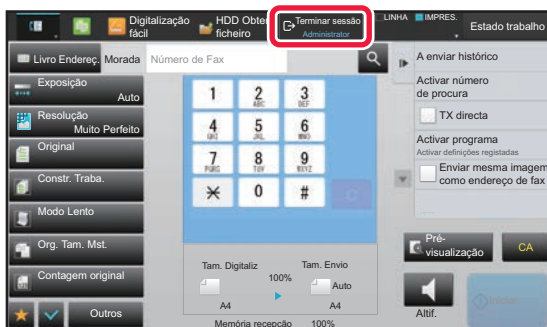 Digitalização
fácil
HDD Obter
ficheiro
Terminar sessão
Administrator
LINHA
IMPRES.
Estado trabalho
Livro Endereç.
Morada
Número de Fax
A enviar histórico
Exposição
Auto
Activar número
de procura
Resolução
Muito Perfeito
TX directa
Original
Activar programa
Activar definições registadas
Constr. Traba.
Enviar mesma imagem
como endereço de fax
Modo Lento
1
2
ABC
3
DEF
4
GHI
5
JKL
6
MNO
7
PQRS
8
TUV
9
WXYZ
0
#
Org. Tam. Mst.
Pré-
visualização
CA
Contagem original
Tam. Digitaliz
100%
Tam. Envio
Auto
A4
A4
Outros
Altif.
Iniciar
Memória recepção
100%